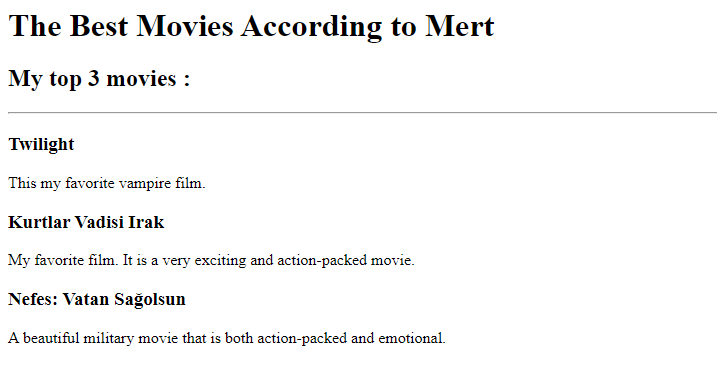 The Best Movies According to Mert
My top 3 movies :
Twilight
This my favorite vampire film.
Kurtlar Vadisi Irak
My favorite film. It is a very exciting and action-packed movie.
Nefes: Vatan Sağolsun
A beautiful military movie that is both action-packed and emotional.